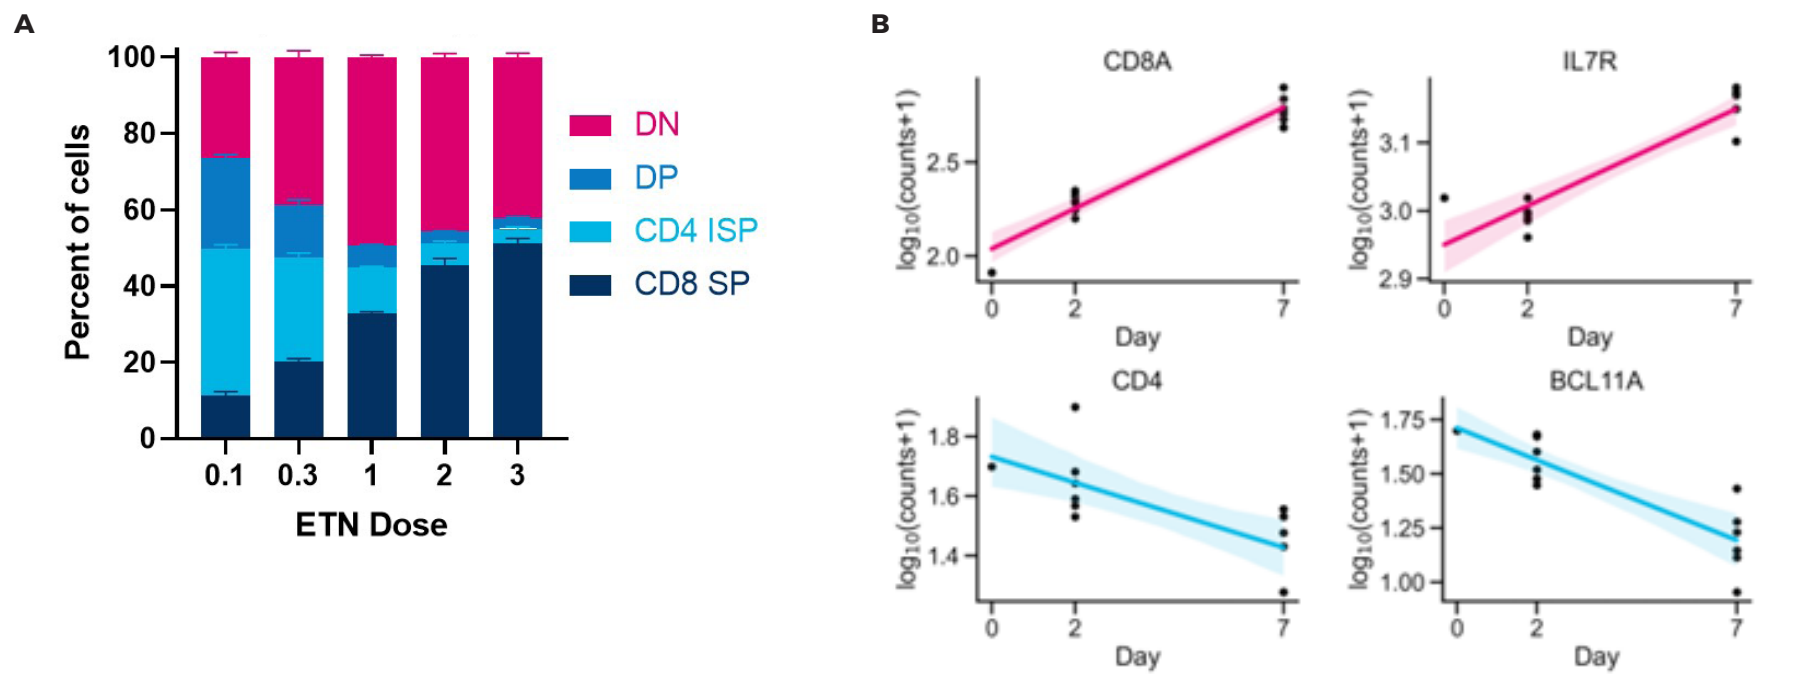 A
Percent of cells
100
80
60
40
20
0
0.1 0.3 1 2 3
ETN Dose
DN
DP
CD4 ISP
CD8 SP
B
CD8A
log₁₀(counts+1)
2.5
2.0
0 2 7
Day
IL7R
log₁₀(counts+1)
3.1
3.0
2.9
0 2 7
Day
CD4
log₁₀(counts+1)
1.8
1.6
1.4
0 2 7
Day
BCL11A
log₁₀(counts+1)
1.75
1.50
1.25
1.00
0 2 7
Day